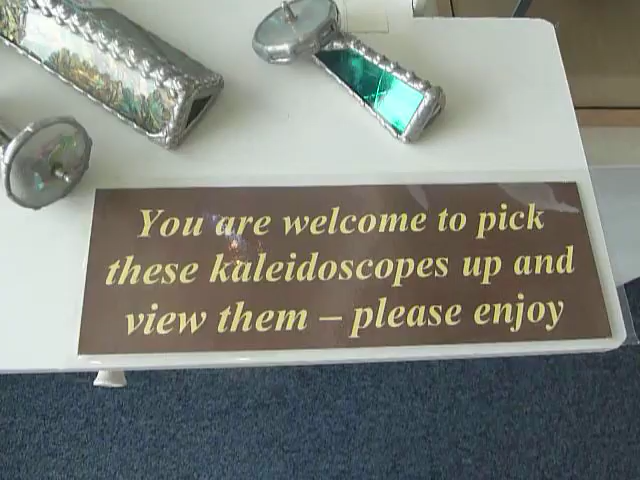 You are welcome to pick
these kaleidoscopes up and
view them – please enjoy